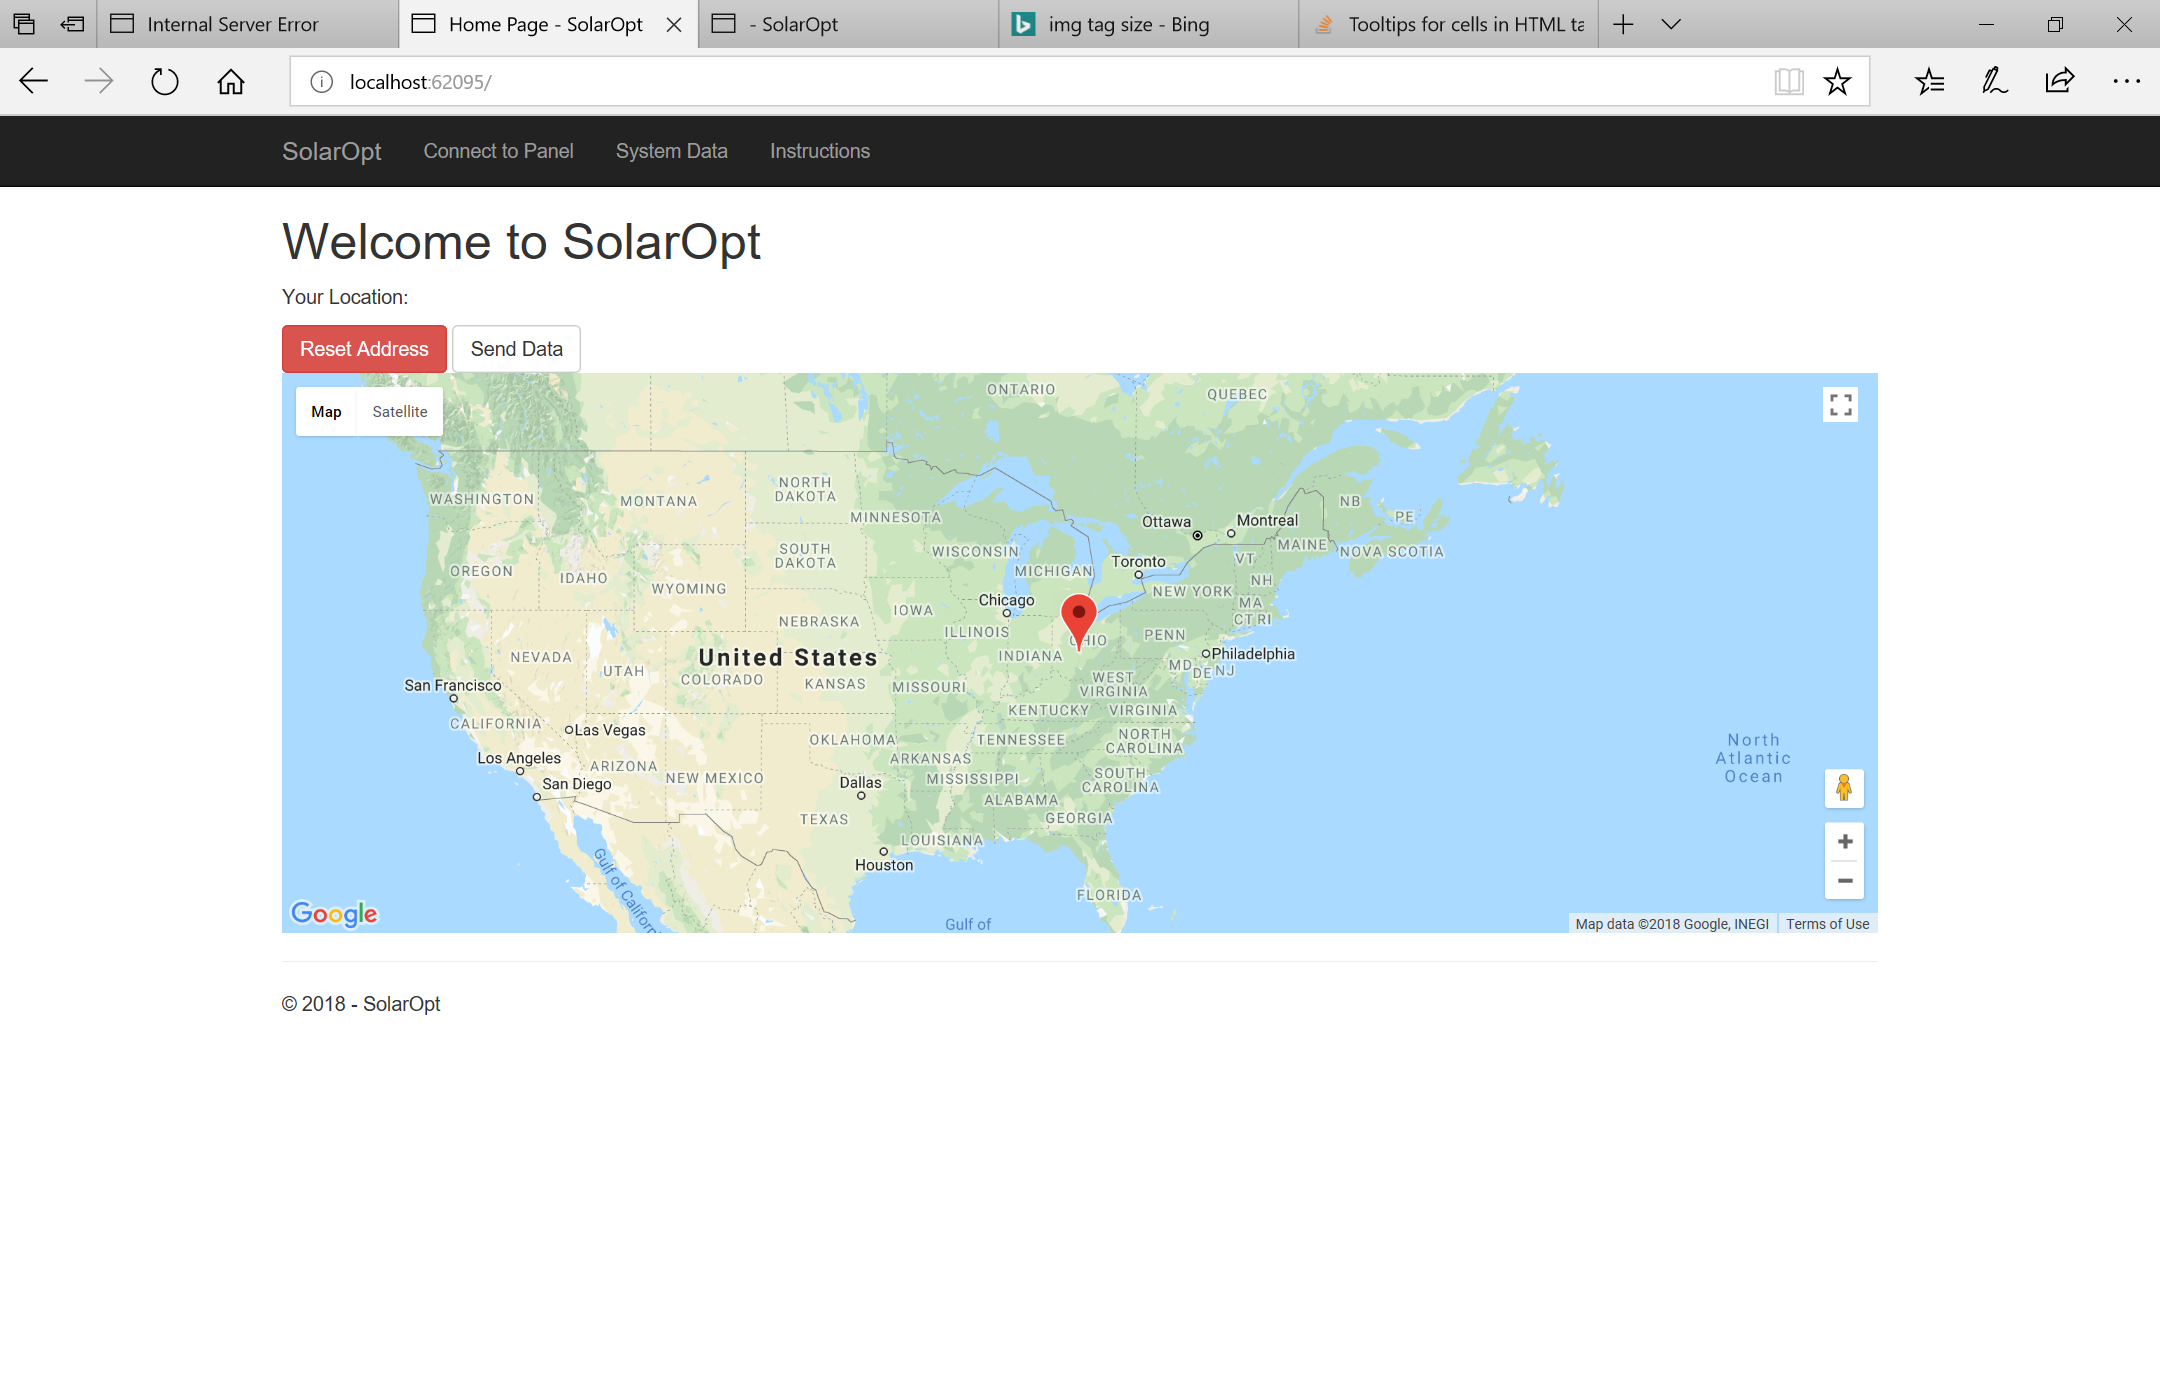 Internal Server Error
Home Page - SolarOpt
- SolarOpt
img tag size - Bing
Tooltips for cells in HTML ta
localhost:62095/
SolarOpt Connect to Panel System Data Instructions
Welcome to SolarOpt
Your Location:
Reset Address Send Data
Map Satellite
ONTARIO
QUEBEC
WASHINGTON
MONTANA
NORTH
DAKOTA
MINNESOTA
Ottawa
Montreal
NB
PE
MAINE
NOVA SCOTIA
OREGON
IDAHO
SOUTH
DAKOTA
WISCONSIN
MICHIGAN
Toronto
VT
NH
WYOMING
Chicago
NEW YORK
MA
CT RI
IOWA
NEBRASKA
ILLINOIS
OHIO
PENN
NEVADA
United States
INDIANA
Philadelphia
MD
DE NJ
UTAH
COLORADO
KANSAS
MISSOURI
WEST
VIRGINIA
San Francisco
KENTUCKY
VIRGINIA
CALIFORNIA
Las Vegas
OKLAHOMA
TENNESSEE
NORTH
CAROLINA
Los Angeles
ARIZONA
NEW MEXICO
ARKANSAS
MISSISSIPPI
SOUTH
CAROLINA
San Diego
Dallas
ALABAMA
TEXAS
GEORGIA
LOUISIANA
Houston
FLORIDA
North
Atlantic
Ocean
Gulf of Californ
Gulf of
Google
Map data ©2018 Google, INEGI Terms of Use
© 2018 - SolarOpt